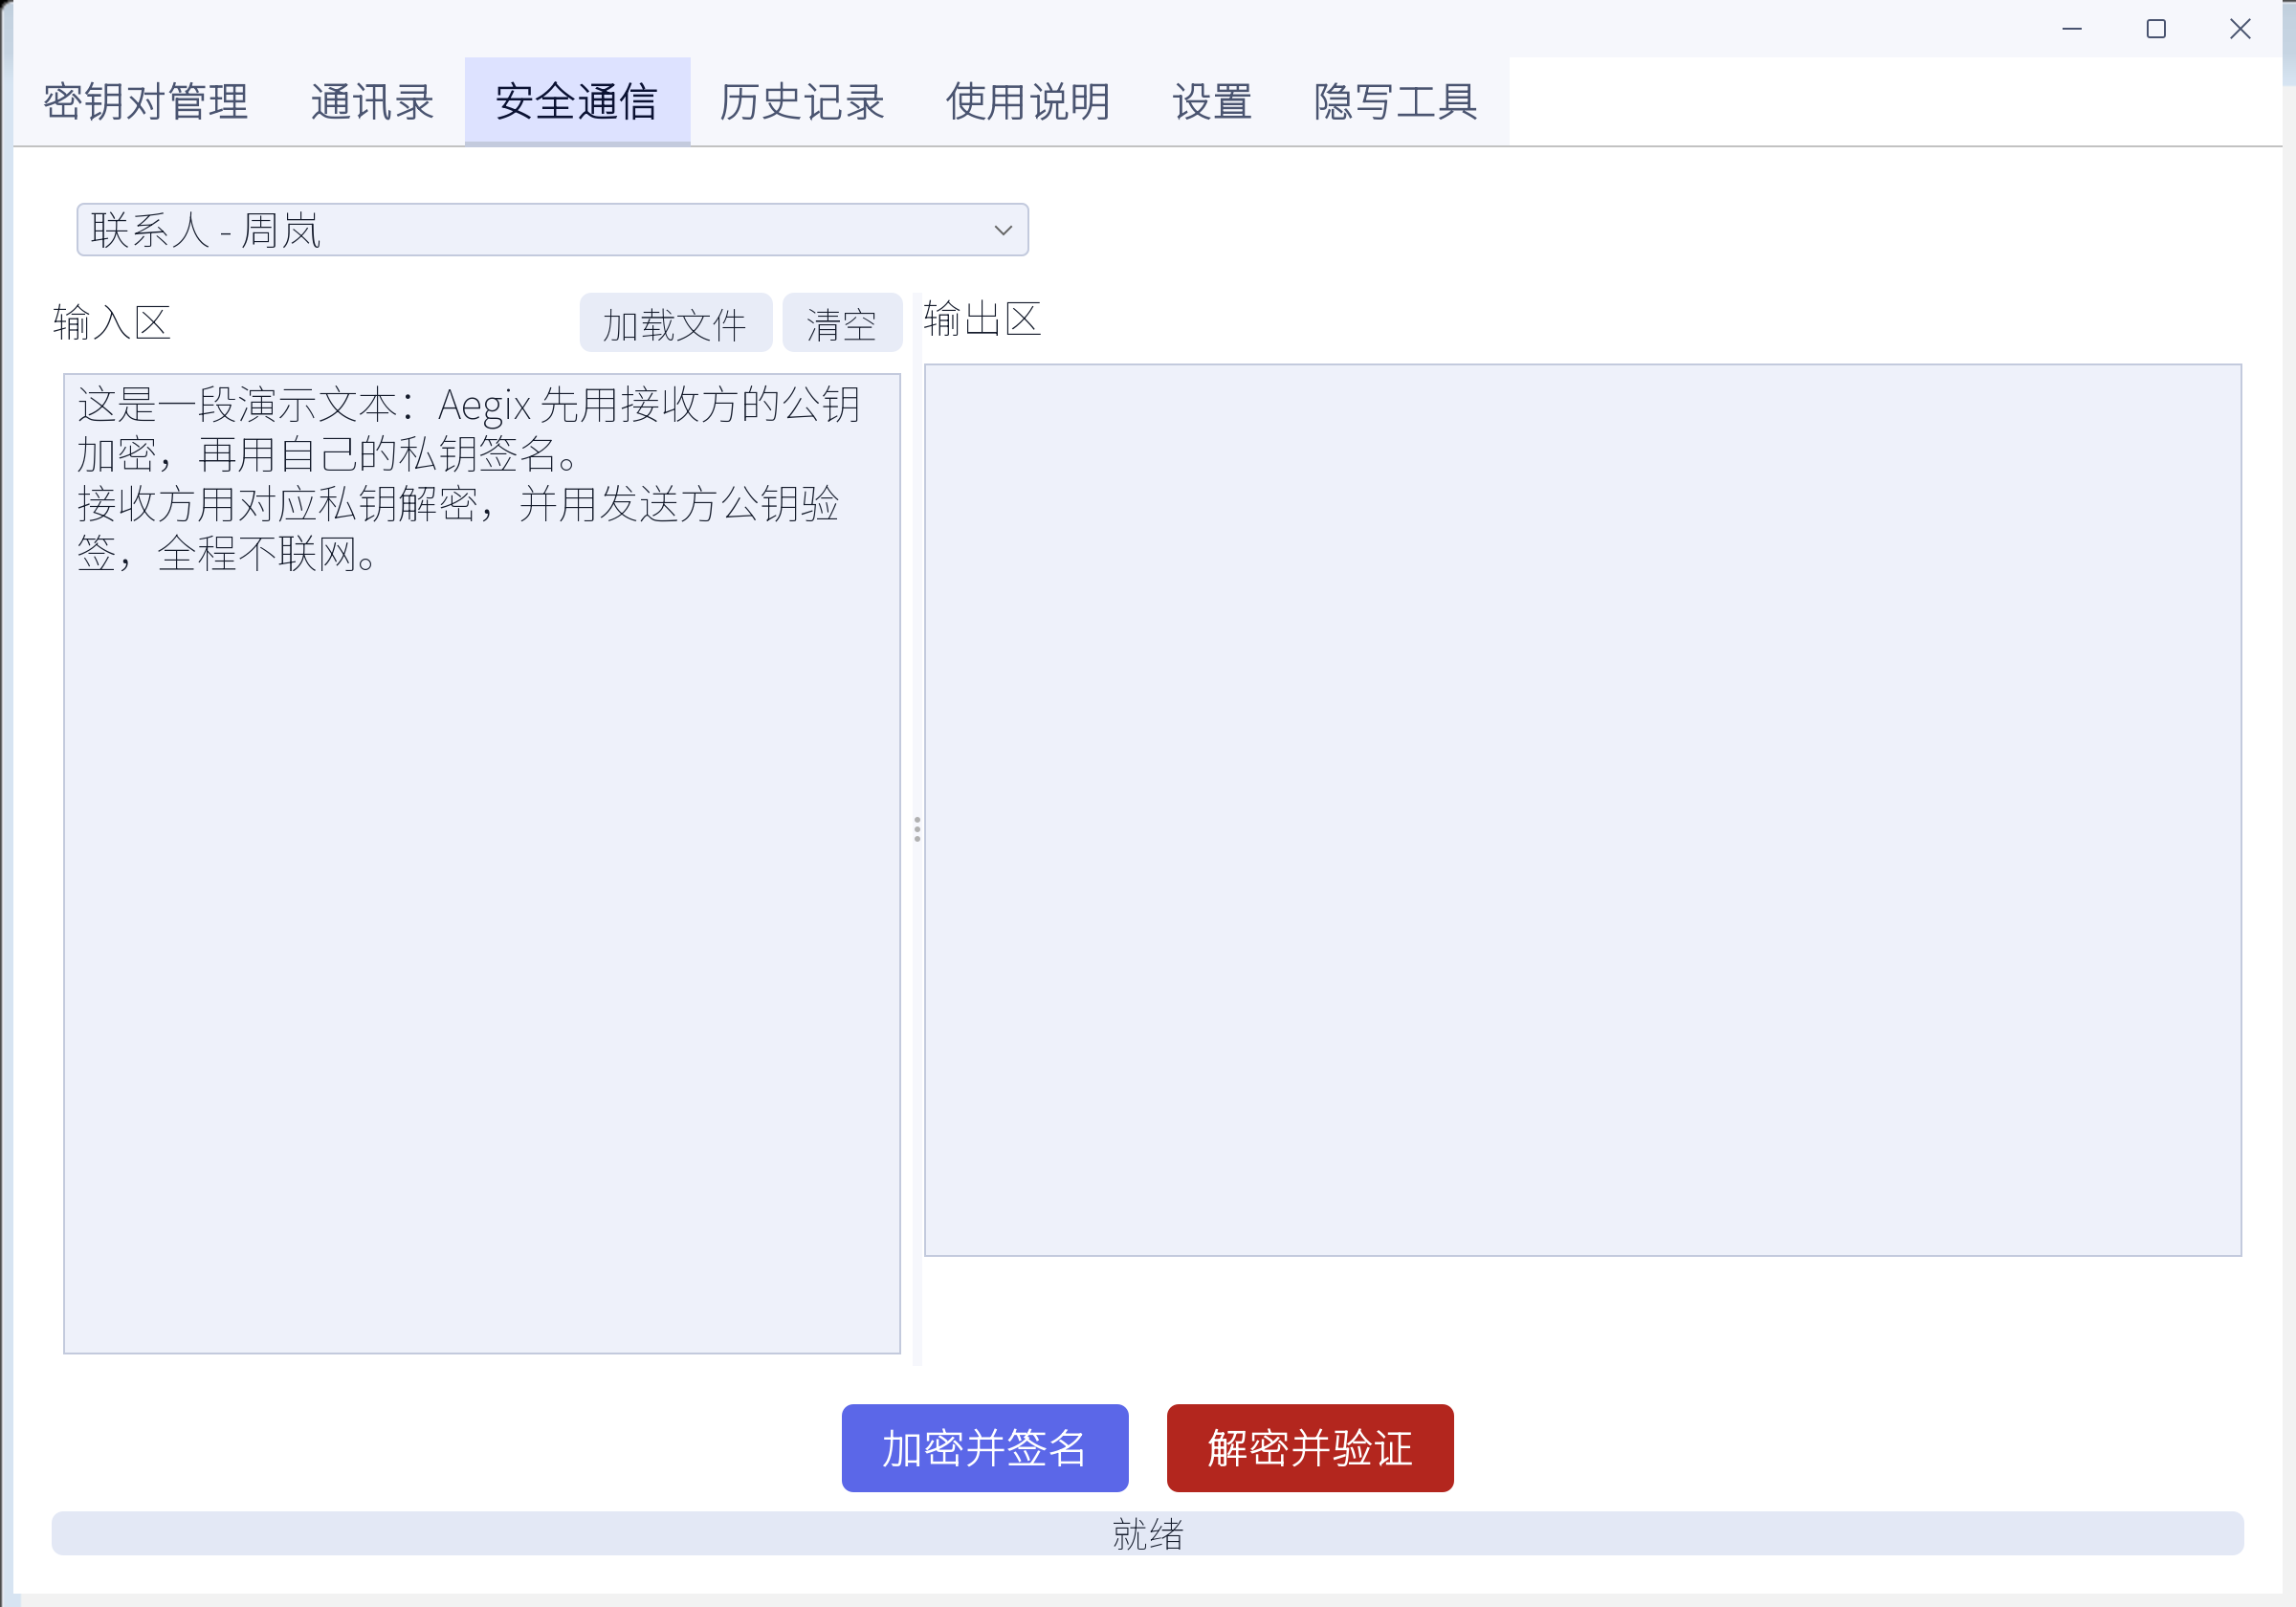 密钥对管理 通讯录 安全通信 历史记录 使用说明 设置 隐写工具
联系人 - 周岚
输入区 加载文件 清空
这是一段演示文本：Aegix 先用接收方的公钥
加密，再用自己的私钥签名。
接收方用对应私钥解密，并用发送方公钥验
签，全程不联网。
输出区
加密并签名 解密并验证
就绪